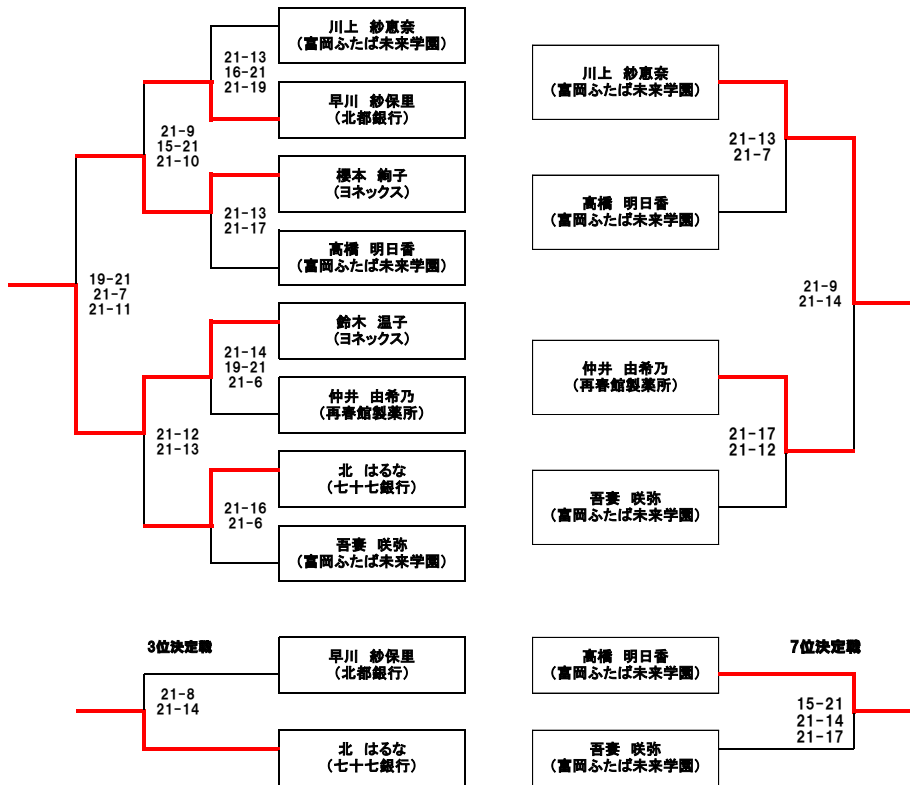 川上　紗恵奈
（富岡ふたば未来学園）
21-13
16-21
21-19
早川　紗保里
（北都銀行）
21-9
15-21
21-10
櫻本　絢子
（ヨネックス）
21-13
21-17
高橋　明日香
（富岡ふたば未来学園）
19-21
21-7
21-11
鈴木　温子
（ヨネックス）
21-14
19-21
21-6
仲井　由希乃
（再春館製薬所）
21-12
21-13
北　はるな
（七十七銀行）
21-16
21-6
吾妻　咲弥
（富岡ふたば未来学園）
川上　紗恵奈
（富岡ふたば未来学園）
21-13
21-7
高橋　明日香
（富岡ふたば未来学園）
21-9
21-14
仲井　由希乃
（再春館製薬所）
21-17
21-12
吾妻　咲弥
（富岡ふたば未来学園）
3位決定戦
早川　紗保里
（北都銀行）
21-8
21-14
北　はるな
（七十七銀行）
7位決定戦
高橋　明日香
（富岡ふたば未来学園）
15-21
21-14
21-17
吾妻　咲弥
（富岡ふたば未来学園）